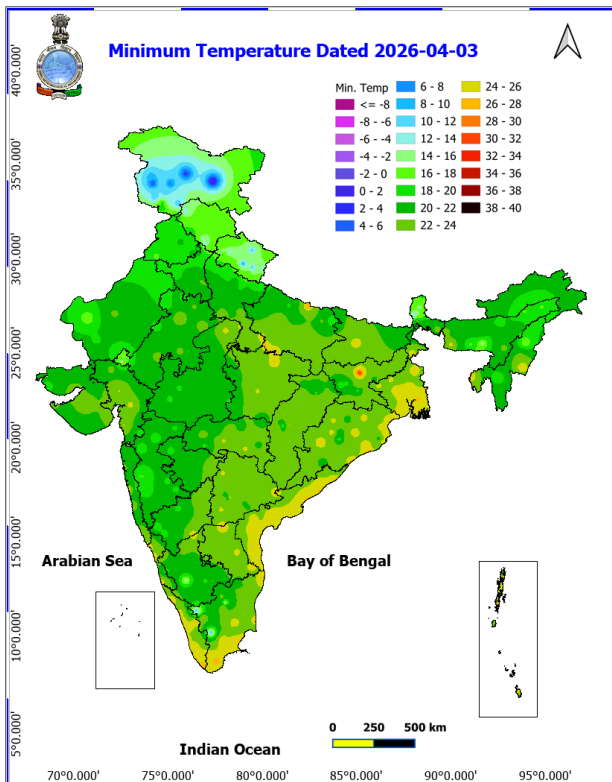 Minimum Temperature Dated 2026-04-03
Min. Temp
<= -8
-8 - -6
-6 - -4
-4 - -2
-2 - 0
0 - 2
2 - 4
4 - 6
6 - 8
8 - 10
10 - 12
12 - 14
14 - 16
16 - 18
18 - 20
20 - 22
22 - 24
24 - 26
26 - 28
28 - 30
30 - 32
32 - 34
34 - 36
36 - 38
38 - 40
40°0.000'
35°0.000'
30°0.000'
25°0.000'
20°0.000'
15°0.000'
10°0.000'
5°0.000'
Arabian Sea
Bay of Bengal
0 250 500 km
Indian Ocean
70°0.000' 75°0.000' 80°0.000' 85°0.000' 90°0.000' 95°0.000'